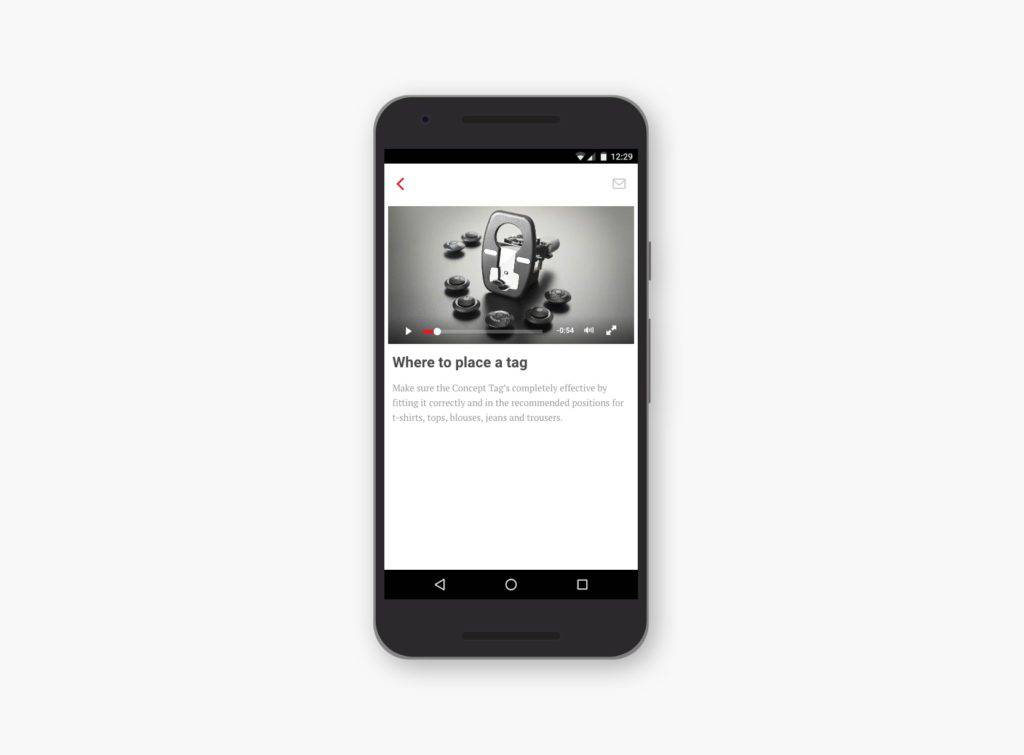 12:29
-0:54
Where to place a tag
Make sure the Concept Tag's completely effective by
fitting it correctly and in the recommended positions for
t-shirts, tops, blouses, jeans and trousers.